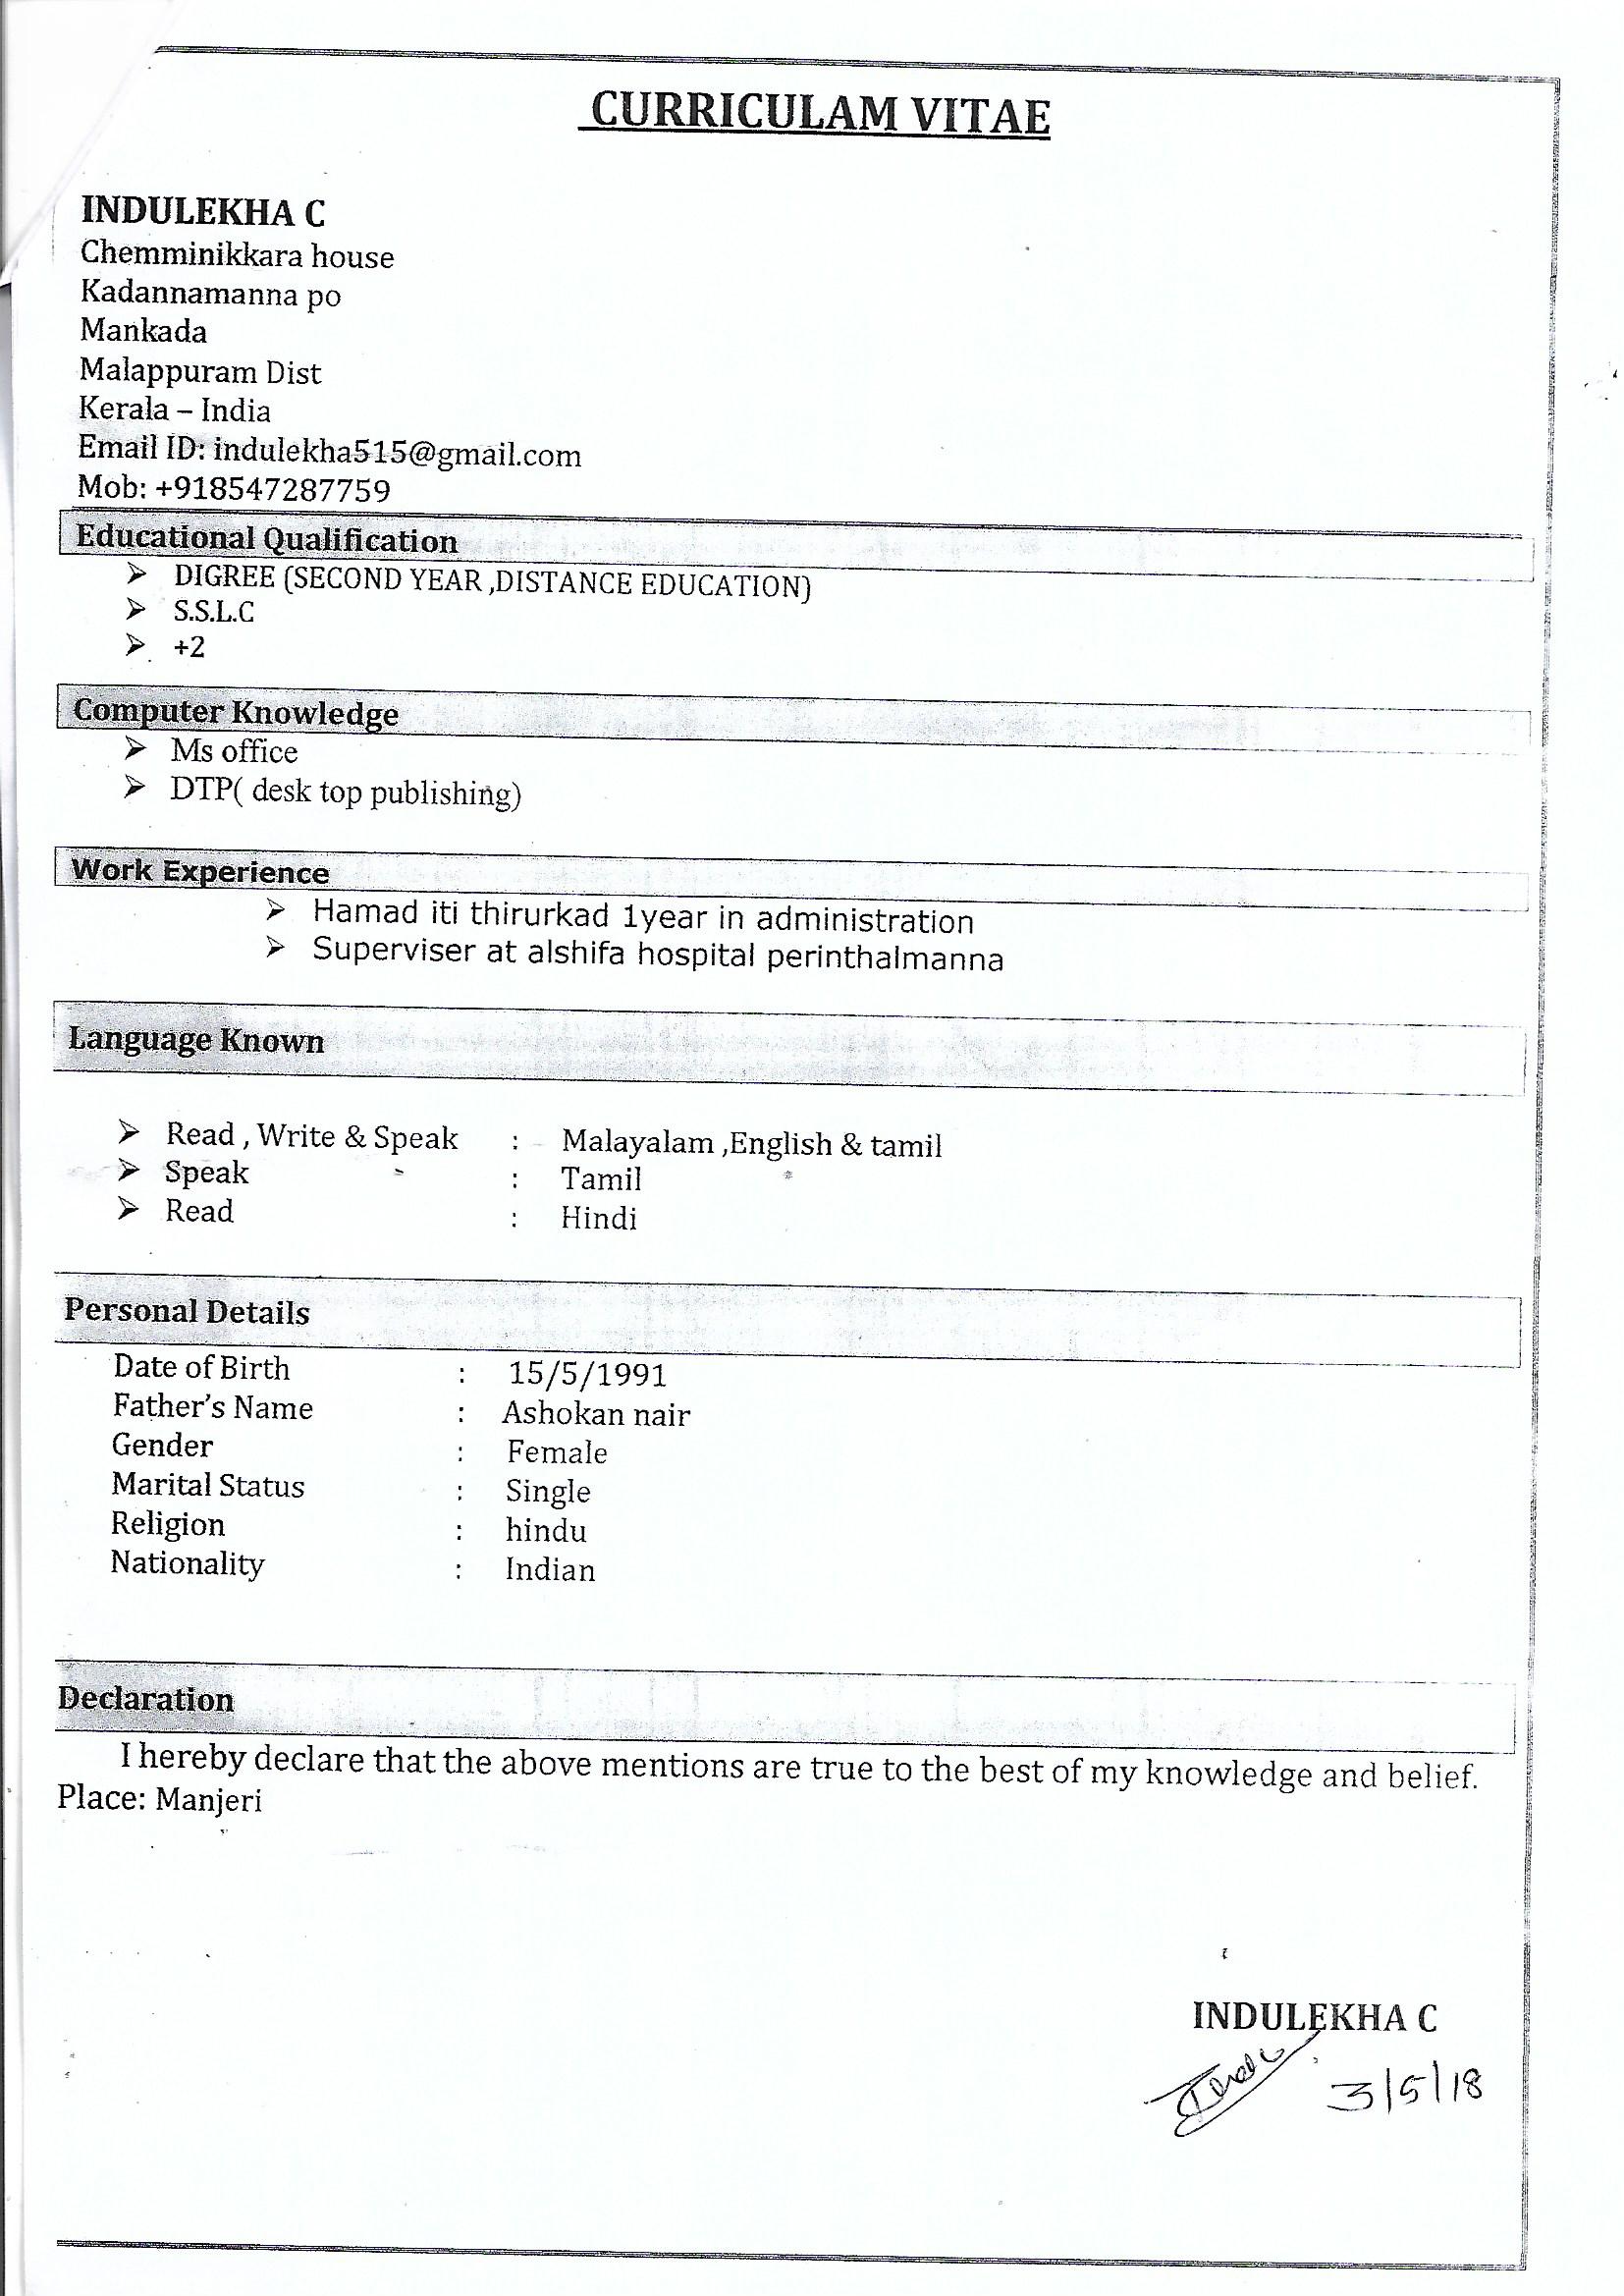 CURRICULAM VITAE
INDULEKHA C
Chemminikkara house
Kadannamanna po
Mankada
Malappuram Dist
Kerala – India
Email ID: indulekha515@gmail.com
Mob: +918547287759
Educational Qualification
➢ DIGREE (SECOND YEAR ,DISTANCE EDUCATION)
➢ S.S.L.C
➢ +2
Computer Knowledge
➢ Ms office
➢ DTP( desk top publishing)
Work Experience
➢ Hamad iti thirurkad 1year in administration
➢ Superviser at alshifa hospital perinthalmanna
Language Known
➢ Read , Write & Speak : Malayalam ,English & tamil
➢ Speak : Tamil
➢ Read : Hindi
Personal Details
Date of Birth : 15/5/1991
Father's Name : Ashokan nair
Gender : Female
Marital Status : Single
Religion : hindu
Nationality : Indian
Declaration
I hereby declare that the above mentions are true to the best of my knowledge and belief.
Place: Manjeri
INDULEKHA C
3/5/18